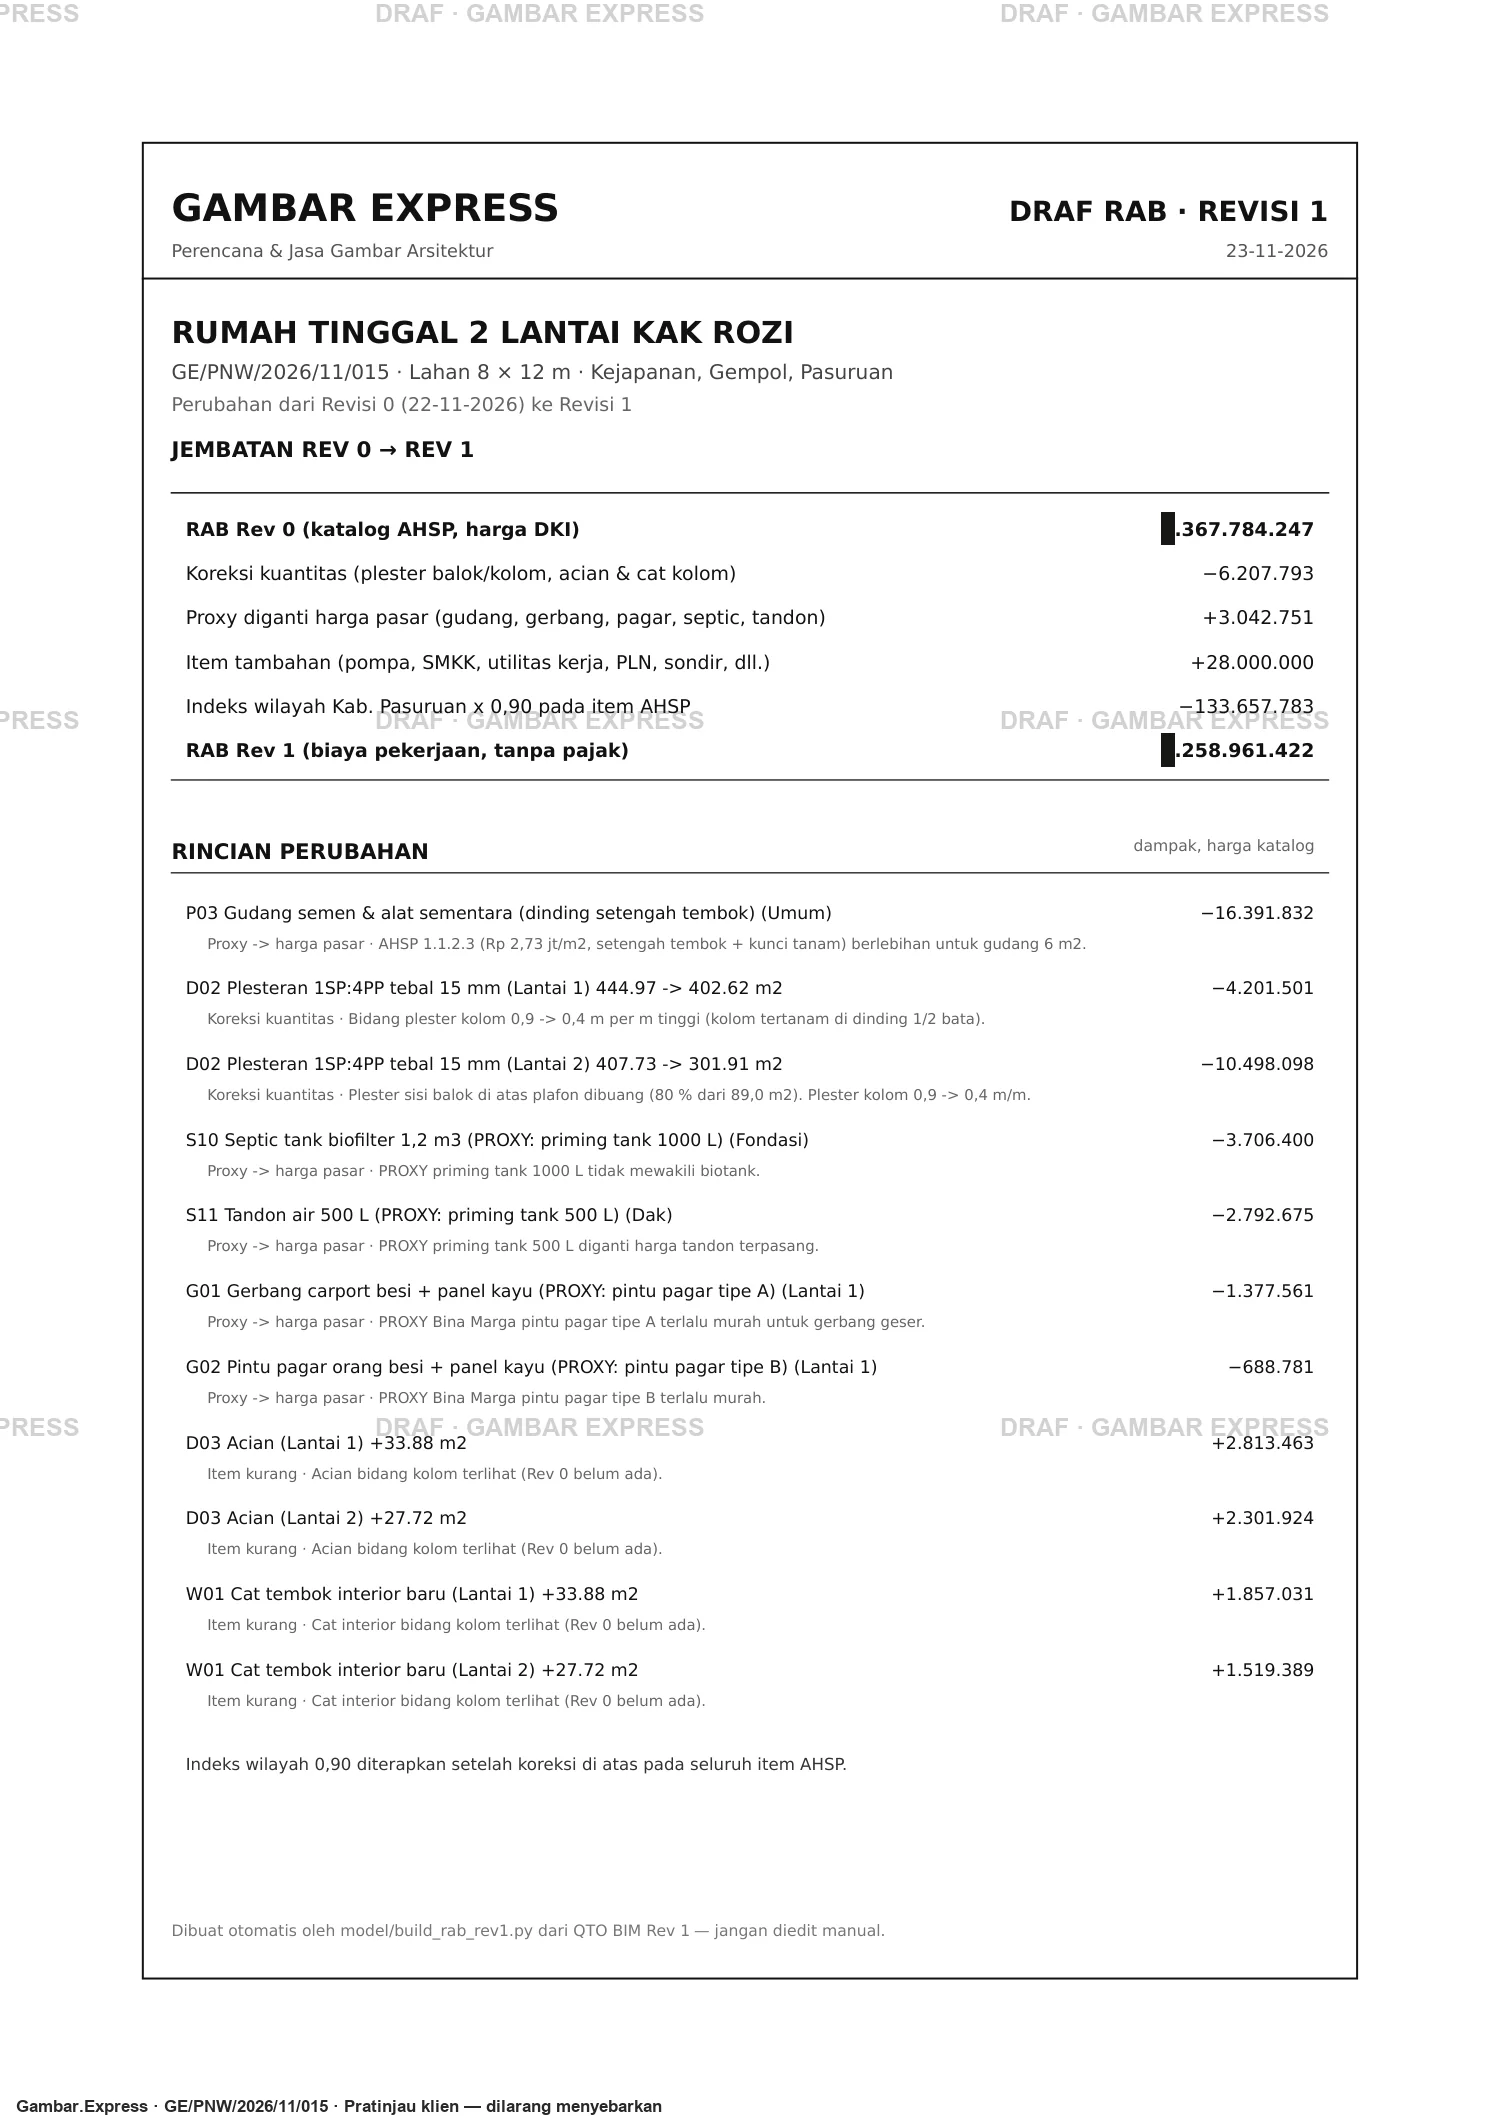 PRESS DRAF · GAMBAR EXPRESS DRAF · GAMBAR EXPRESS
GAMBAR EXPRESS DRAF RAB · REVISI 1
Perencana & Jasa Gambar Arsitektur 23-11-2026
RUMAH TINGGAL 2 LANTAI KAK ROZI
GE/PNW/2026/11/015 · Lahan 8 × 12 m · Kejapanan, Gempol, Pasuruan
Perubahan dari Revisi 0 (22-11-2026) ke Revisi 1
JEMBATAN REV 0 → REV 1
RAB Rev 0 (katalog AHSP, harga DKI) .367.784.247
Koreksi kuantitas (plester balok/kolom, acian & cat kolom) −6.207.793
Proxy diganti harga pasar (gudang, gerbang, pagar, septic, tandon) +3.042.751
Item tambahan (pompa, SMKK, utilitas kerja, PLN, sondir, dll.) +28.000.000
Indeks wilayah Kab. Pasuruan x 0,90 pada item AHSP −133.657.783
PRESS DRAF · GAMBAR EXPRESS DRAF · GAMBAR EXPRESS
RAB Rev 1 (biaya pekerjaan, tanpa pajak) .258.961.422
RINCIAN PERUBAHAN dampak, harga katalog
P03 Gudang semen & alat sementara (dinding setengah tembok) (Umum) −16.391.832
Proxy -> harga pasar · AHSP 1.1.2.3 (Rp 2,73 jt/m2, setengah tembok + kunci tanam) berlebihan untuk gudang 6 m2.
D02 Plesteran 1SP:4PP tebal 15 mm (Lantai 1) 444.97 -> 402.62 m2 −4.201.501
Koreksi kuantitas · Bidang plester kolom 0,9 -> 0,4 m per m tinggi (kolom tertanam di dinding 1/2 bata).
D02 Plesteran 1SP:4PP tebal 15 mm (Lantai 2) 407.73 -> 301.91 m2 −10.498.098
Koreksi kuantitas · Plester sisi balok di atas plafon dibuang (80 % dari 89,0 m2). Plester kolom 0,9 -> 0,4 m/m.
S10 Septic tank biofilter 1,2 m3 (PROXY: priming tank 1000 L) (Fondasi) −3.706.400
Proxy -> harga pasar · PROXY priming tank 1000 L tidak mewakili biotank.
S11 Tandon air 500 L (PROXY: priming tank 500 L) (Dak) −2.792.675
Proxy -> harga pasar · PROXY priming tank 500 L diganti harga tandon terpasang.
G01 Gerbang carport besi + panel kayu (PROXY: pintu pagar tipe A) (Lantai 1) −1.377.561
Proxy -> harga pasar · PROXY Bina Marga pintu pagar tipe A terlalu murah untuk gerbang geser.
G02 Pintu pagar orang besi + panel kayu (PROXY: pintu pagar tipe B) (Lantai 1) −688.781
Proxy -> harga pasar · PROXY Bina Marga pintu pagar tipe B terlalu murah.
PRESS DRAF · GAMBAR EXPRESS DRAF · GAMBAR EXPRESS
D03 Acian (Lantai 1) +33.88 m2 +2.813.463
Item kurang · Acian bidang kolom terlihat (Rev 0 belum ada).
D03 Acian (Lantai 2) +27.72 m2 +2.301.924
Item kurang · Acian bidang kolom terlihat (Rev 0 belum ada).
W01 Cat tembok interior baru (Lantai 1) +33.88 m2 +1.857.031
Item kurang · Cat interior bidang kolom terlihat (Rev 0 belum ada).
W01 Cat tembok interior baru (Lantai 2) +27.72 m2 +1.519.389
Item kurang · Cat interior bidang kolom terlihat (Rev 0 belum ada).
Indeks wilayah 0,90 diterapkan setelah koreksi di atas pada seluruh item AHSP.
Dibuat otomatis oleh model/build_rab_rev1.py dari QTO BIM Rev 1 — jangan diedit manual.
Gambar.Express · GE/PNW/2026/11/015 · Pratinjau klien — dilarang menyebarkan